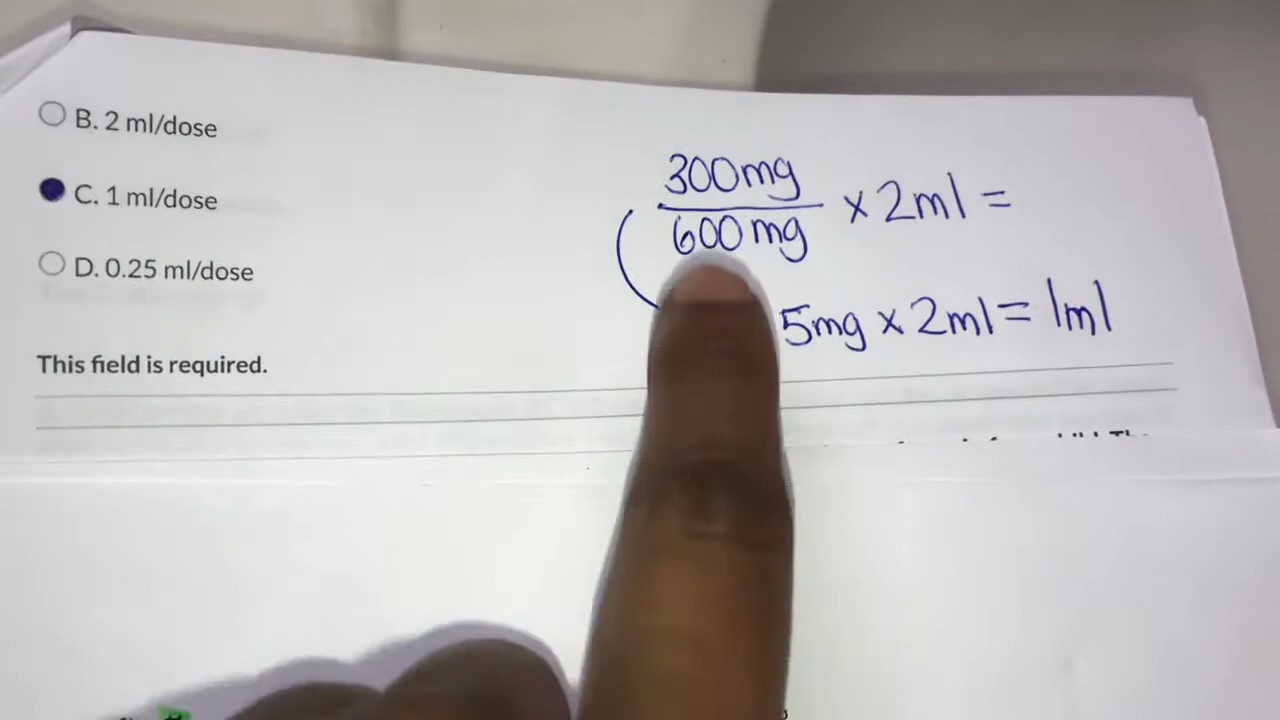 B. 2 ml/dose
C. 1 ml/dose
D. 0.25 ml/dose
300mg
600mg
x 2ml =
5mg x 2ml = 1ml
This field is required.